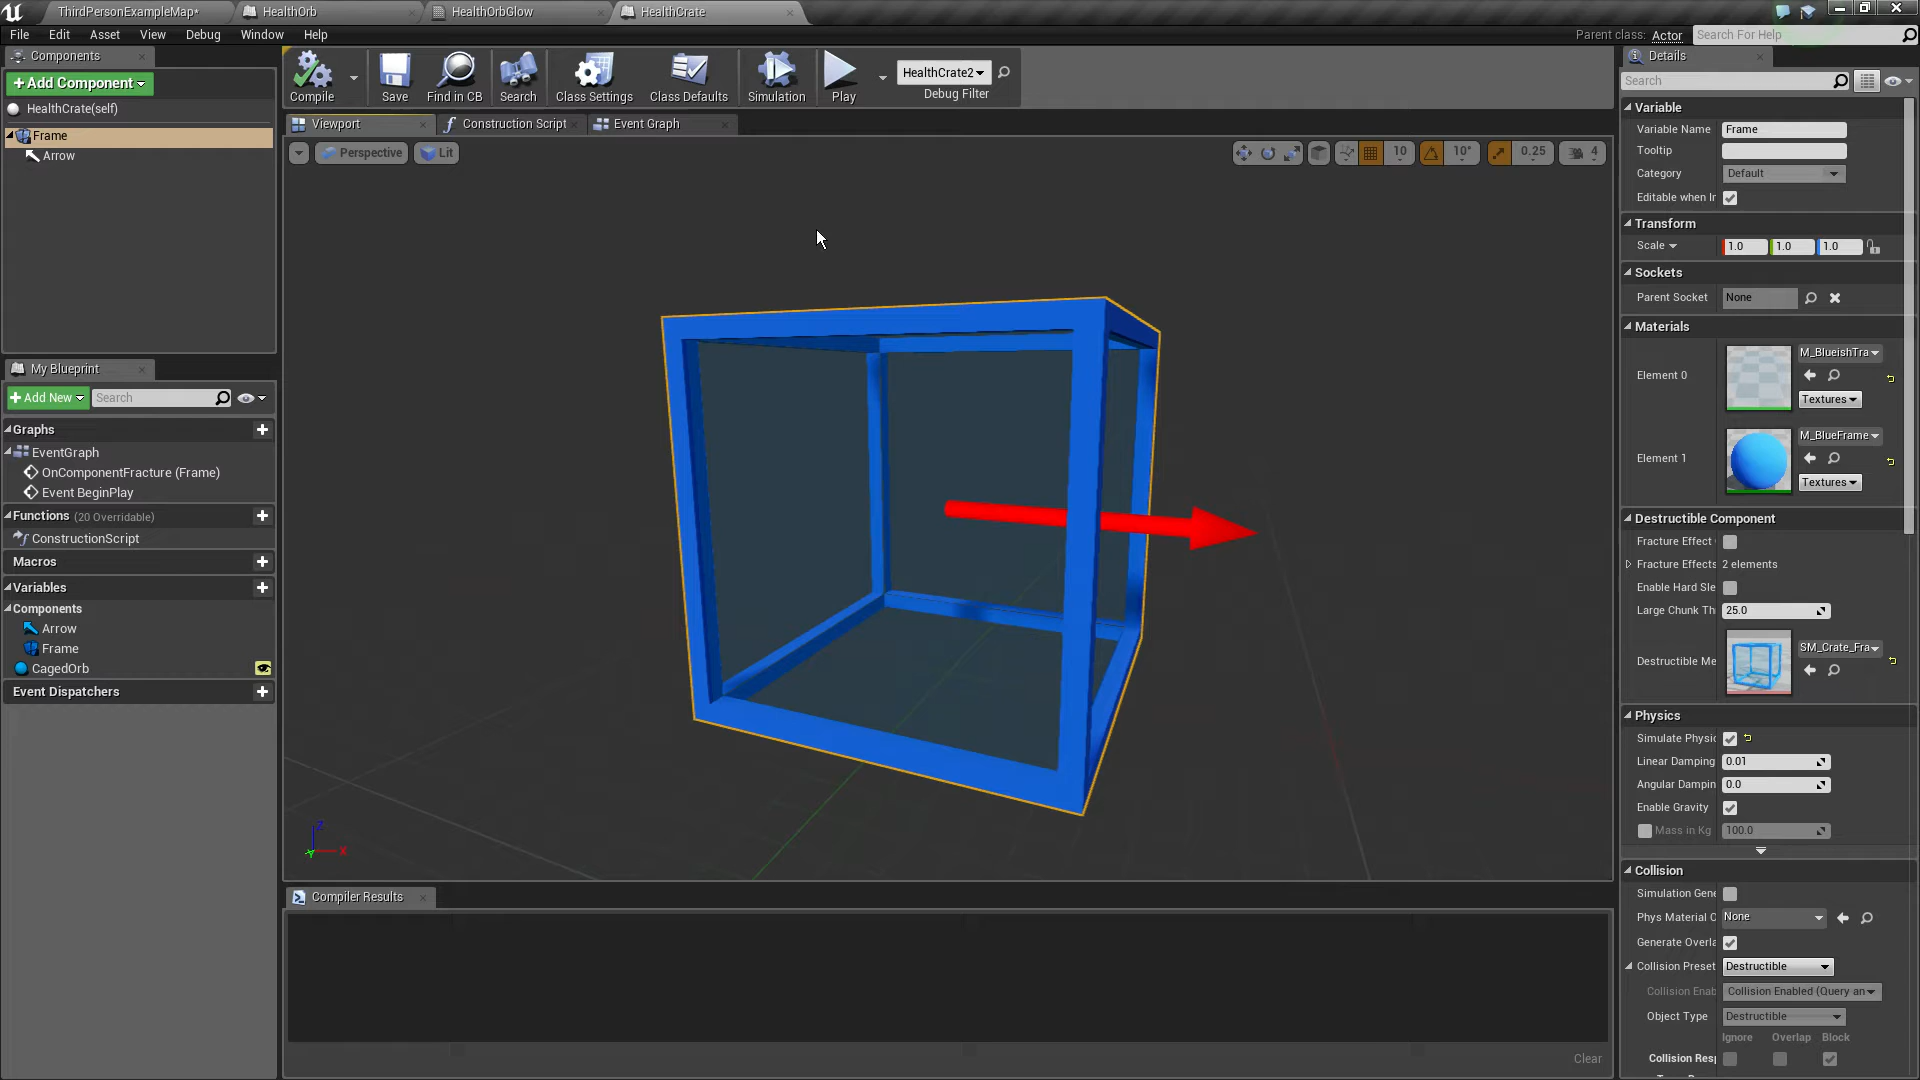 ThirdPersonExampleMap*
HealthOrb
HealthOrbGlow
HealthCrate
File Edit Asset View Debug Window Help
Parent class: Actor
Search For Help
Components
+ Add Component
HealthCrate(self)
Frame
Arrow
Compile
Save
Find in CB
Search
Class Settings
Class Defaults
Simulation
Play
HealthCrate2
Debug Filter
Viewport
Construction Script
Event Graph
Perspective
Lit
10
10°
0.25
4
X
My Blueprint
+ Add New
Search
Graphs
EventGraph
OnComponentFracture (Frame)
Event BeginPlay
Functions (20 Overridable)
ConstructionScript
Macros
Variables
Components
Arrow
Frame
CagedOrb
Event Dispatchers
Compiler Results
Clear
Details
Search
Variable
Variable Name Frame
Tooltip
Category Default
Editable when Ir
Transform
Scale 1.0 1.0 1.0
Sockets
Parent Socket None
Materials
Element 0
M_BlueishTra
Textures
Element 1
M_BlueFrame
Textures
Destructible Component
Fracture Effect
Fracture Effects 2 elements
Enable Hard Sle
Large Chunk Th 25.0
Destructible Me
SM_Crate_Fra
Physics
Simulate Physic
Linear Damping 0.01
Angular Dampin 0.0
Enable Gravity
Mass in Kg 100.0
Collision
Simulation Gene
Phys Material O None
Generate Overla
Collision Preset Destructible
Collision Enab Collision Enabled (Query an
Object Type Destructible
Ignore Overlap Block
Collision Resp